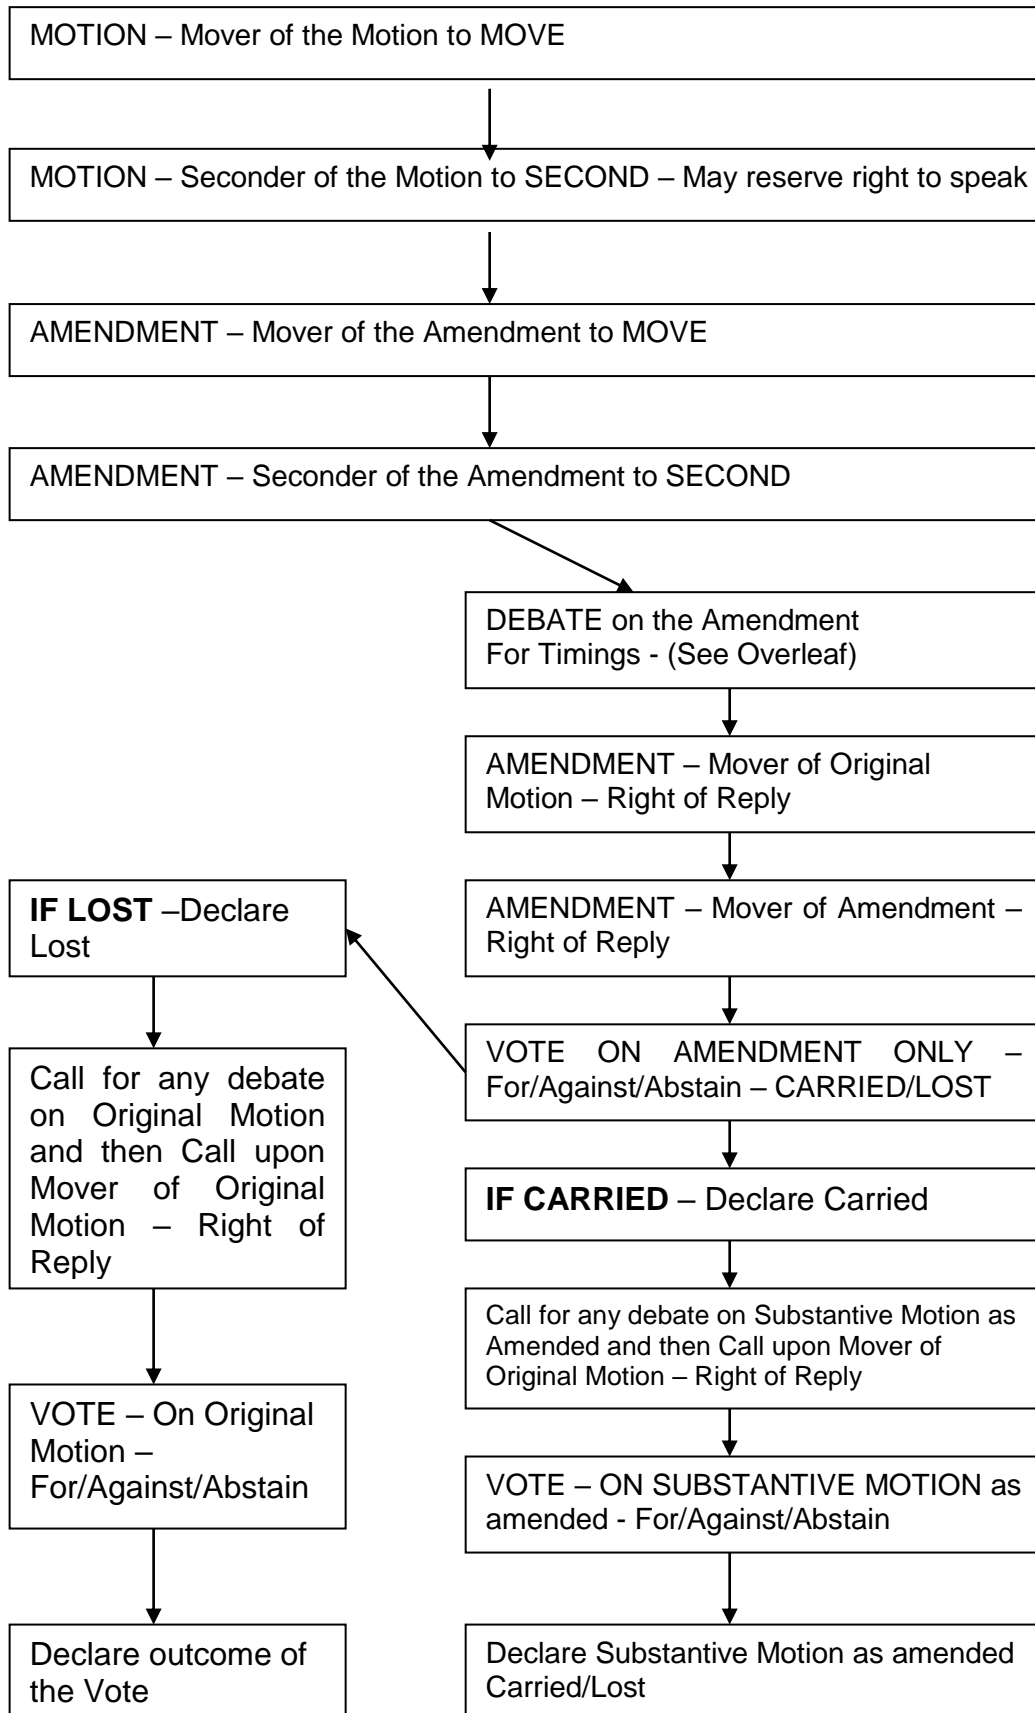 MOTION – Mover of the Motion to MOVE
MOTION – Seconder of the Motion to SECOND – May reserve right to speak
AMENDMENT – Mover of the Amendment to MOVE
AMENDMENT – Seconder of the Amendment to SECOND
DEBATE on the Amendment
For Timings - (See Overleaf)
AMENDMENT – Mover of Original
Motion – Right of Reply
AMENDMENT – Mover of Amendment –
Right of Reply
VOTE ON AMENDMENT ONLY –
For/Against/Abstain – CARRIED/LOST
IF LOST –Declare
Lost
Call for any debate
on Original Motion
and then Call upon
Mover of Original
Motion – Right of
Reply
VOTE – On Original
Motion –
For/Against/Abstain
Declare outcome of
the Vote
IF CARRIED – Declare Carried
Call for any debate on Substantive Motion as
Amended and then Call upon Mover of
Original Motion – Right of Reply
VOTE – ON SUBSTANTIVE MOTION as
amended - For/Against/Abstain
Declare Substantive Motion as amended
Carried/Lost